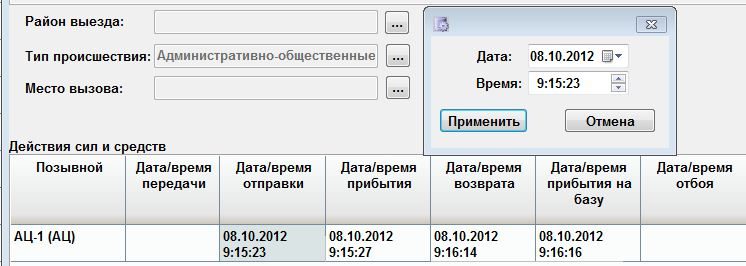 Район выезда:
...
Тип происшествия: Административно-общественные
...
Место вызова:
...
Дата: 08.10.2012
Время: 9:15:23
Применить Отмена
Действия сил и средств
Позывной
Дата/время
передачи
Дата/время
отправки
Дата/время
прибытия
Дата/время
возврата
Дата/время
прибытия на
базу
Дата/время
отбоя
АЦ-1 (АЦ)
08.10.2012
9:15:23
08.10.2012
9:15:27
08.10.2012
9:16:14
08.10.2012
9:16:16